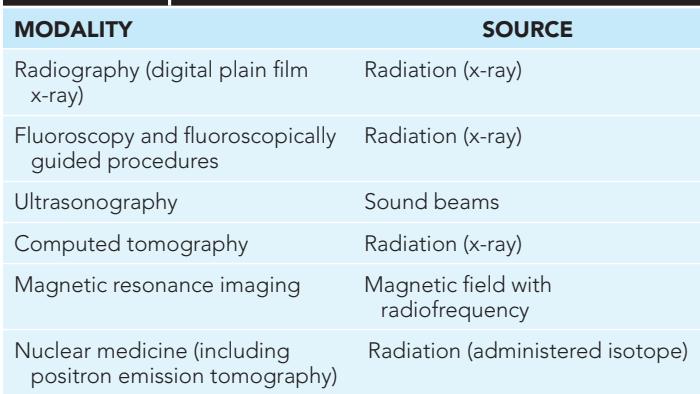 MODALITY SOURCE
Radiography (digital plain film Radiation (x-ray)
x-ray)
Fluoroscopy and fluoroscopically Radiation (x-ray)
guided procedures
Ultrasonography Sound beams
Computed tomography Radiation (x-ray)
Magnetic resonance imaging Magnetic field with
radiofrequency
Nuclear medicine (including Radiation (administered isotope)
positron emission tomography)